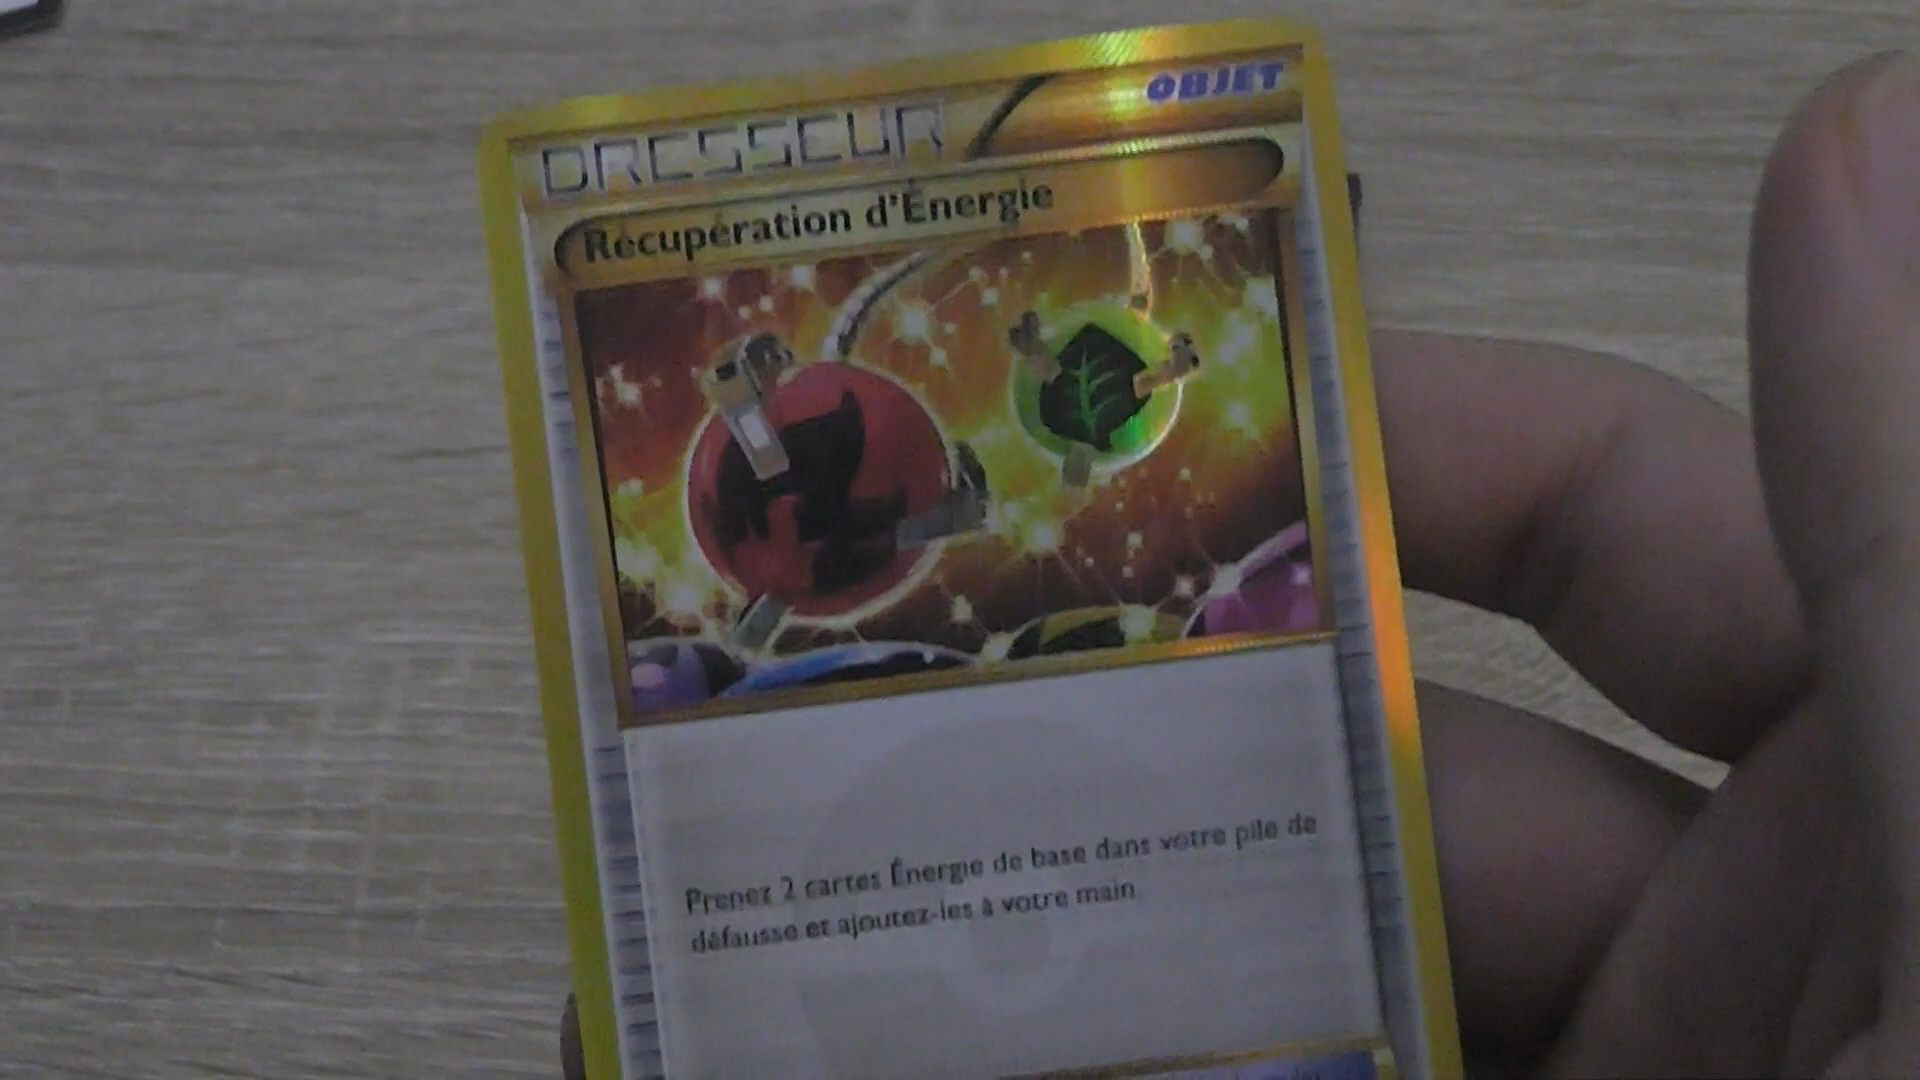 OBJET
DRESSEUR
Récupération d'Énergie
Prenez 2 cartes Énergie de base dans votre pile de
défausse et ajoutez-les à votre main.